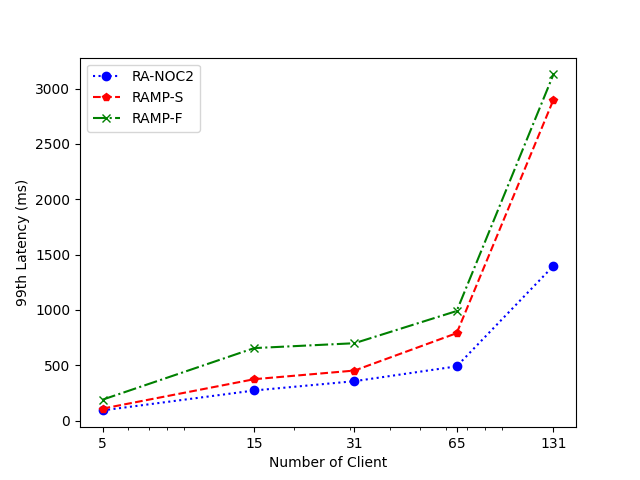 RA-NOC2
RAMP-S
RAMP-F
3000
2500
2000
1500
1000
500
0
99th Latency (ms)
5 15 31 65 131
Number of Client